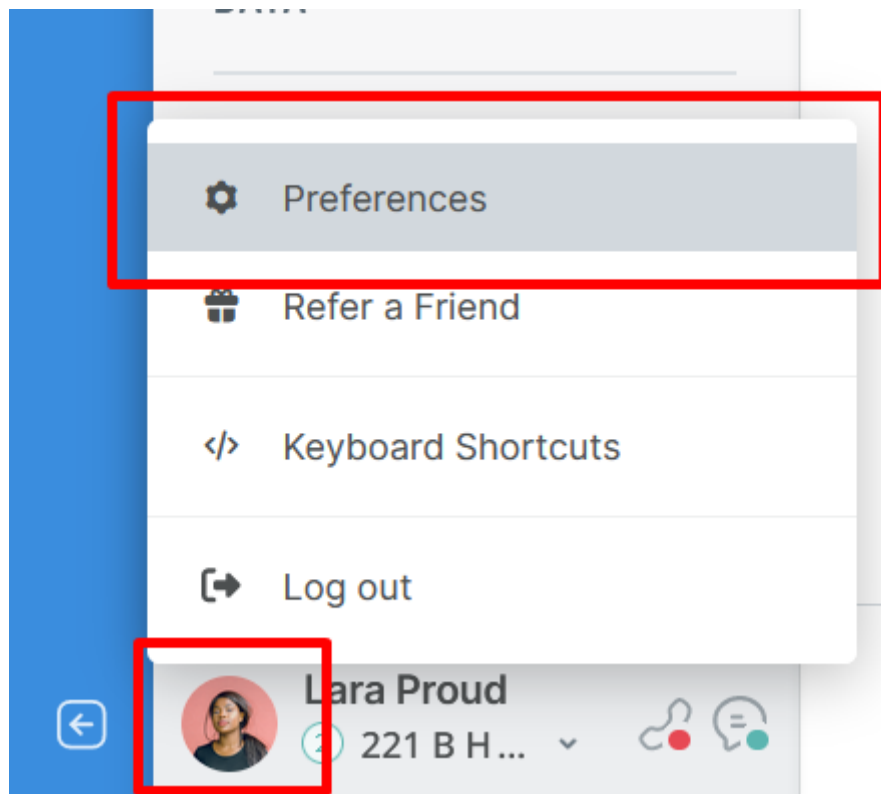 Preferences
Refer a Friend
</> Keyboard Shortcuts
Log out
Lara Proud
2 221 B H ...